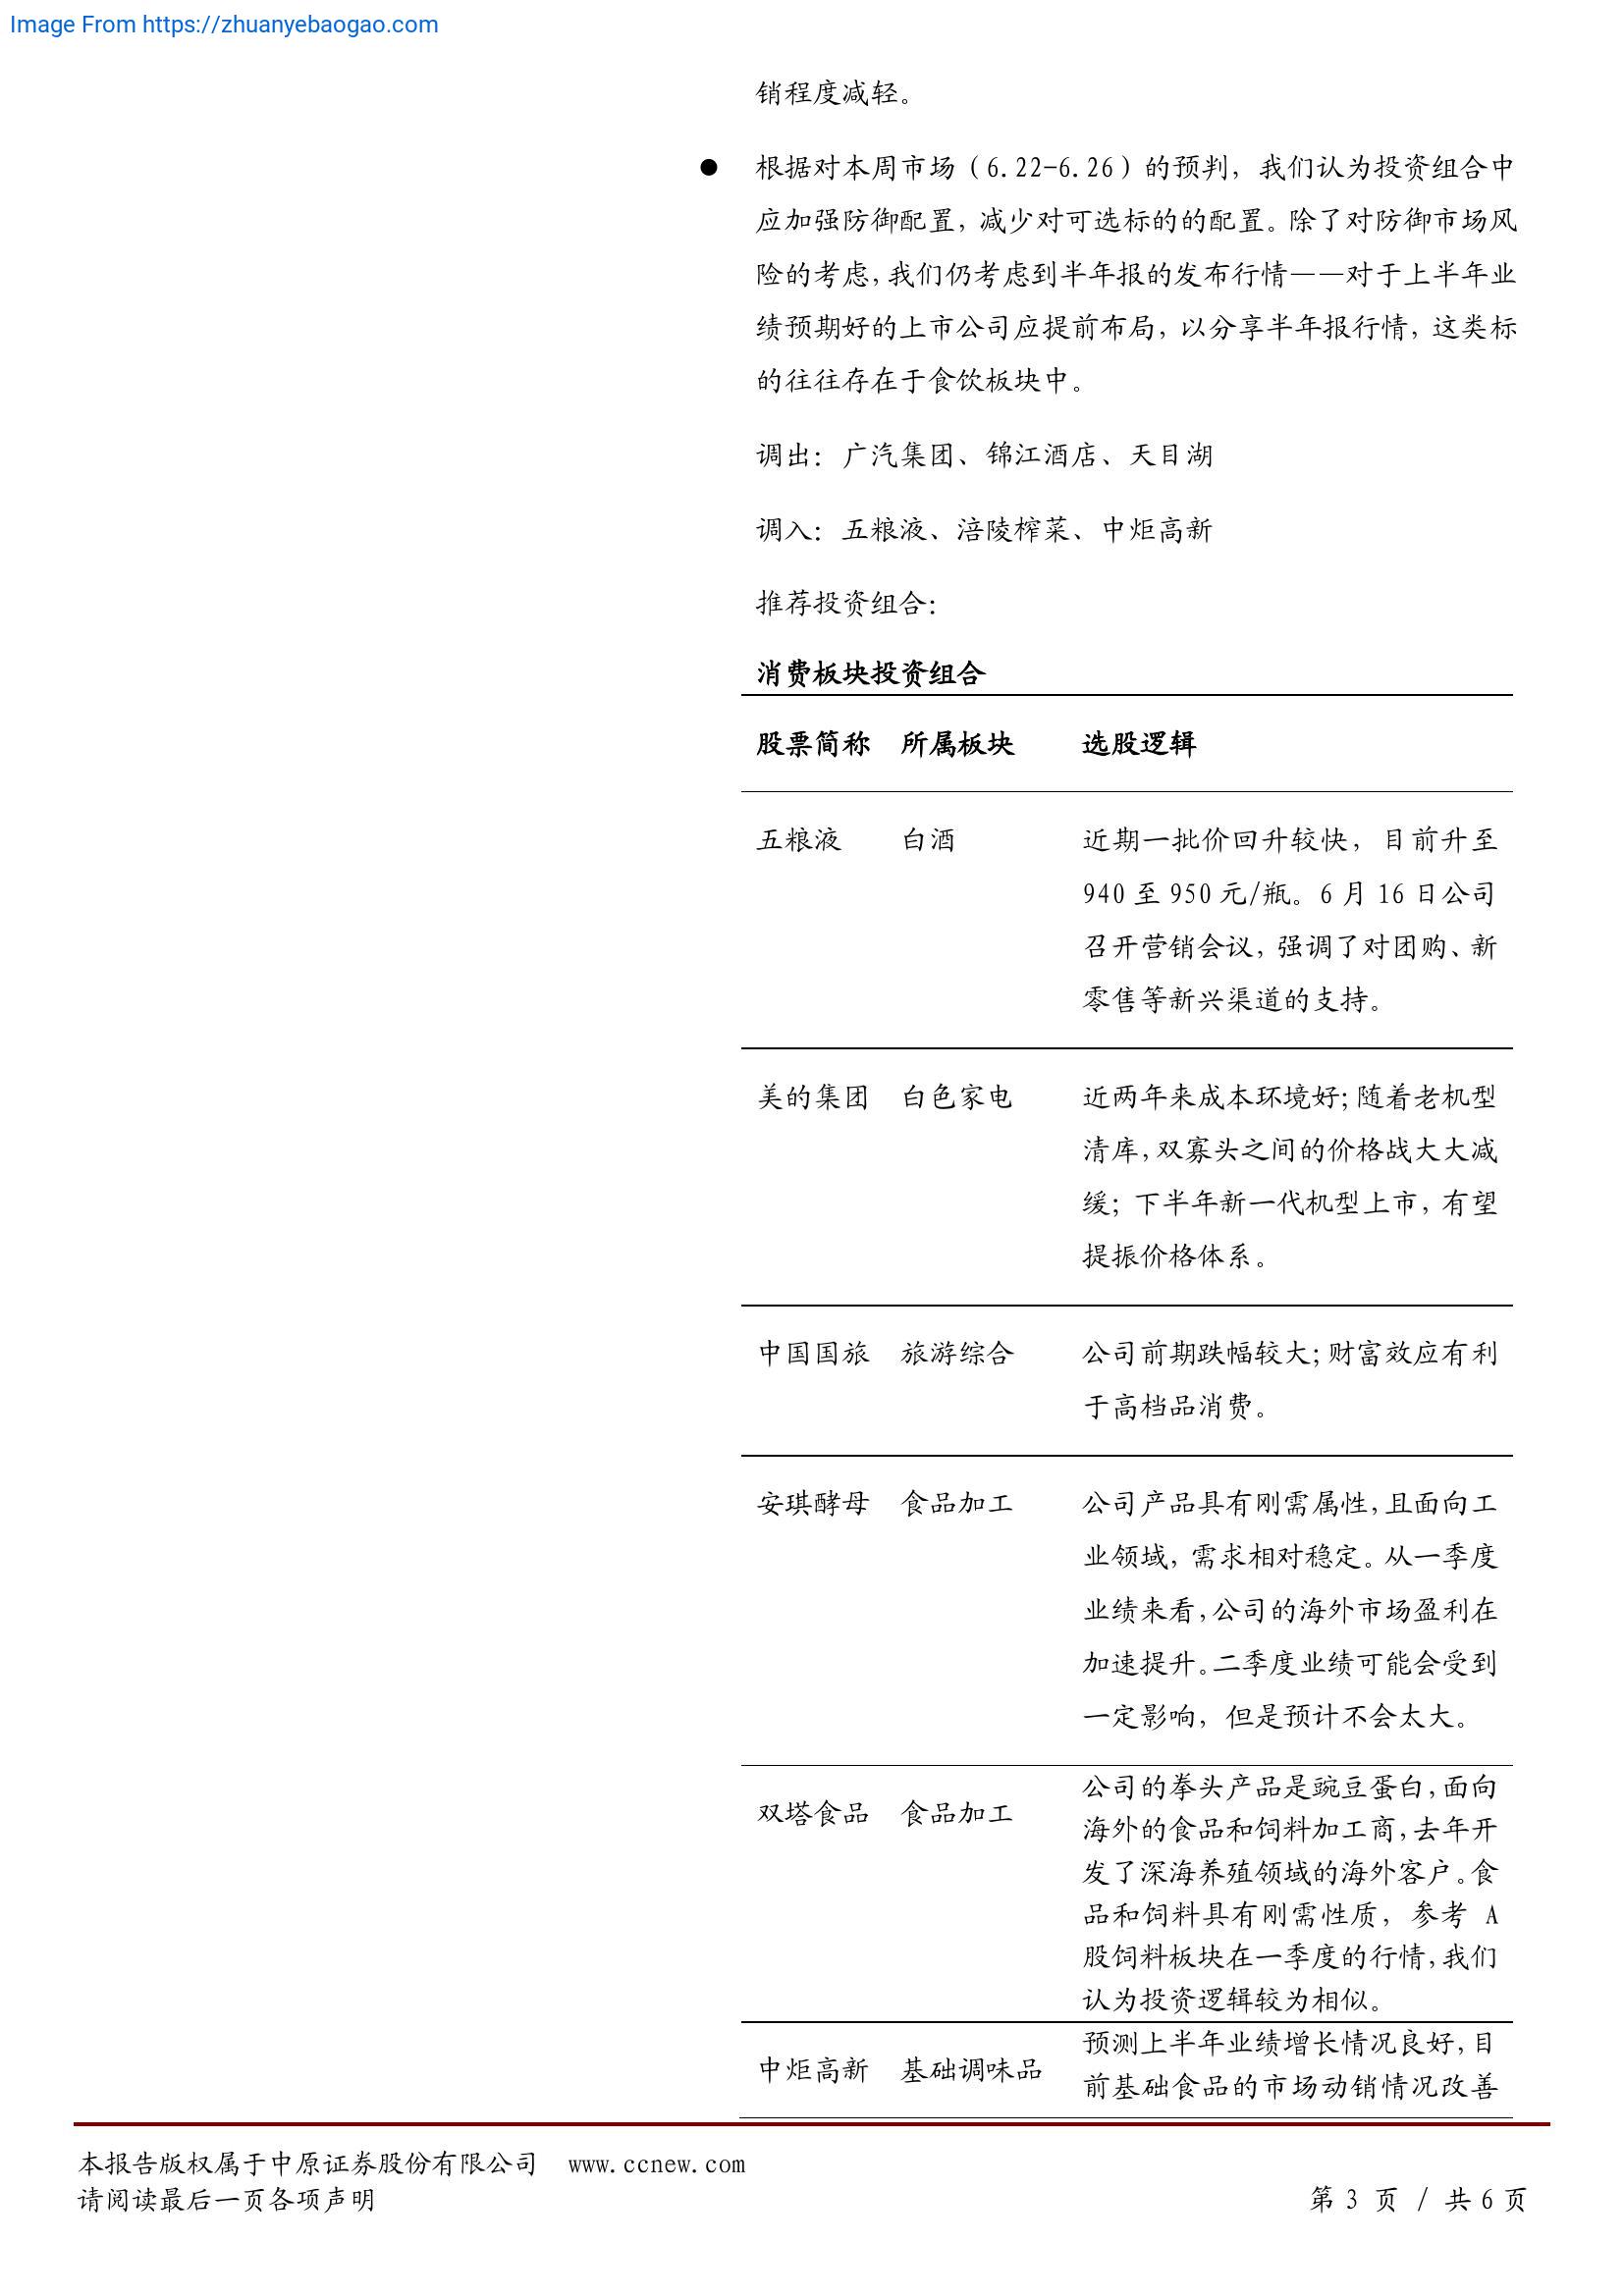 Image From https://zhuanyebaogao.com
销程度减轻。
● 根据对本周市场（6.22-6.26）的预判，我们认为投资组合中
应加强防御配置，减少对可选标的的配置。除了对防御市场风
险的考虑，我们仍考虑到半年报的发布行情——对于上半年业
绩预期好的上市公司应提前布局，以分享半年报行情，这类标
的往往存在于食饮板块中。
调出：广汽集团、锦江酒店、天目湖
调入：五粮液、涪陵榨菜、中炬高新
推荐投资组合：
消费板块投资组合
股票简称 所属板块 选股逻辑
五粮液 白酒 近期一批价回升较快，目前升至
940 至 950 元/瓶。6 月 16 日公司
召开营销会议，强调了对团购、新
零售等新兴渠道的支持。
美的集团 白色家电 近两年来成本环境好；随着老机型
清库，双寡头之间的价格战大大减
缓；下半年新一代机型上市，有望
提振价格体系。
中国国旅 旅游综合 公司前期跌幅较大；财富效应有利
于高档品消费。
安琪酵母 食品加工 公司产品具有刚需属性，且面向工
业领域，需求相对稳定。从一季度
业绩来看，公司的海外市场盈利在
加速提升。二季度业绩可能会受到
一定影响，但是预计不会太大。
公司的拳头产品是豌豆蛋白，面向
双塔食品 食品加工 海外的食品和饲料加工商，去年开
发了深海养殖领域的海外客户。食
品和饲料具有刚需性质，参考 A
股饲料板块在一季度的行情，我们
认为投资逻辑较为相似。
预测上半年业绩增长情况良好，目
中炬高新 基础调味品 前基础食品的市场动销情况改善
本报告版权属于中原证券股份有限公司 www.ccnew.com
请阅读最后一页各项声明 第 3 页 / 共 6 页